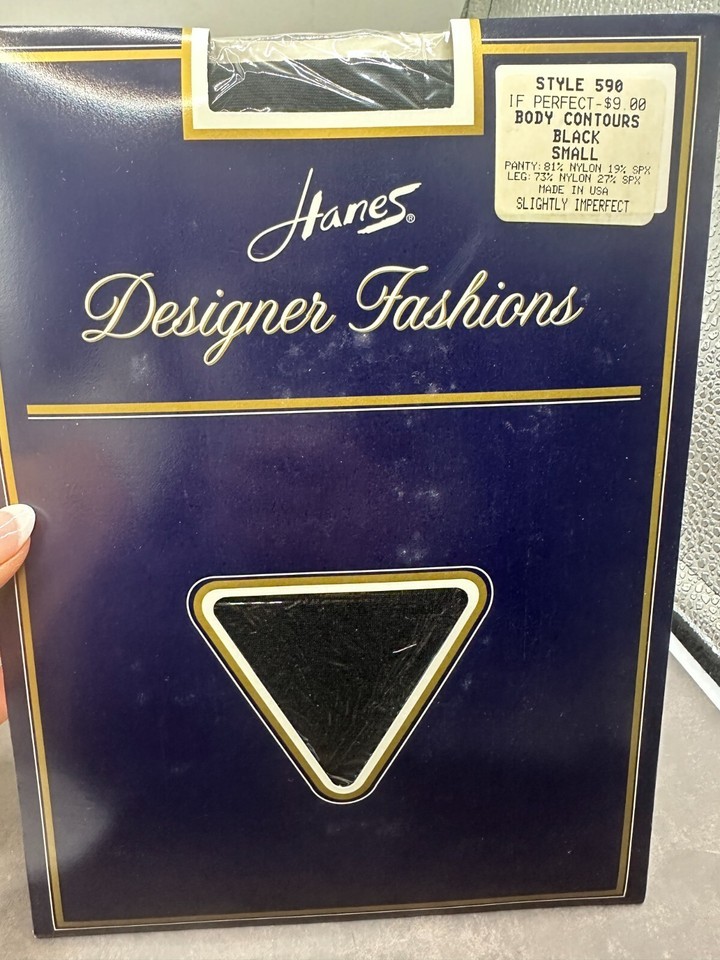 STYLE 590
IF PERFECT-$9.00
BODY CONTOURS
BLACK
SMALL
PANTY: 81% NYLON 19% SPX
LEG: 73% NYLON 27% SPX
MADE IN USA
SLIGHTLY IMPERFECT
Hanes®
Designer Fashions